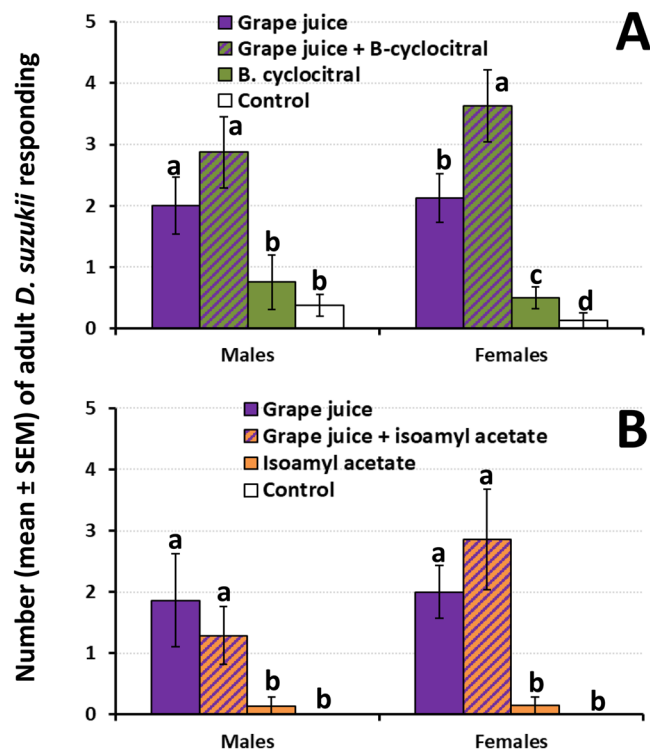 Number (mean ± SEM) of adult D. suzukii responding
A
5
4
3
2
1
0
Grape juice
Grape juice + B-cyclocitral
B. cyclocitral
Control
a
a
b
b
b
a
c
d
Males
Females
B
5
4
3
2
1
0
Grape juice
Grape juice + isoamyl acetate
Isoamyl acetate
Control
a
a
b
b
a
a
b
b
Males
Females